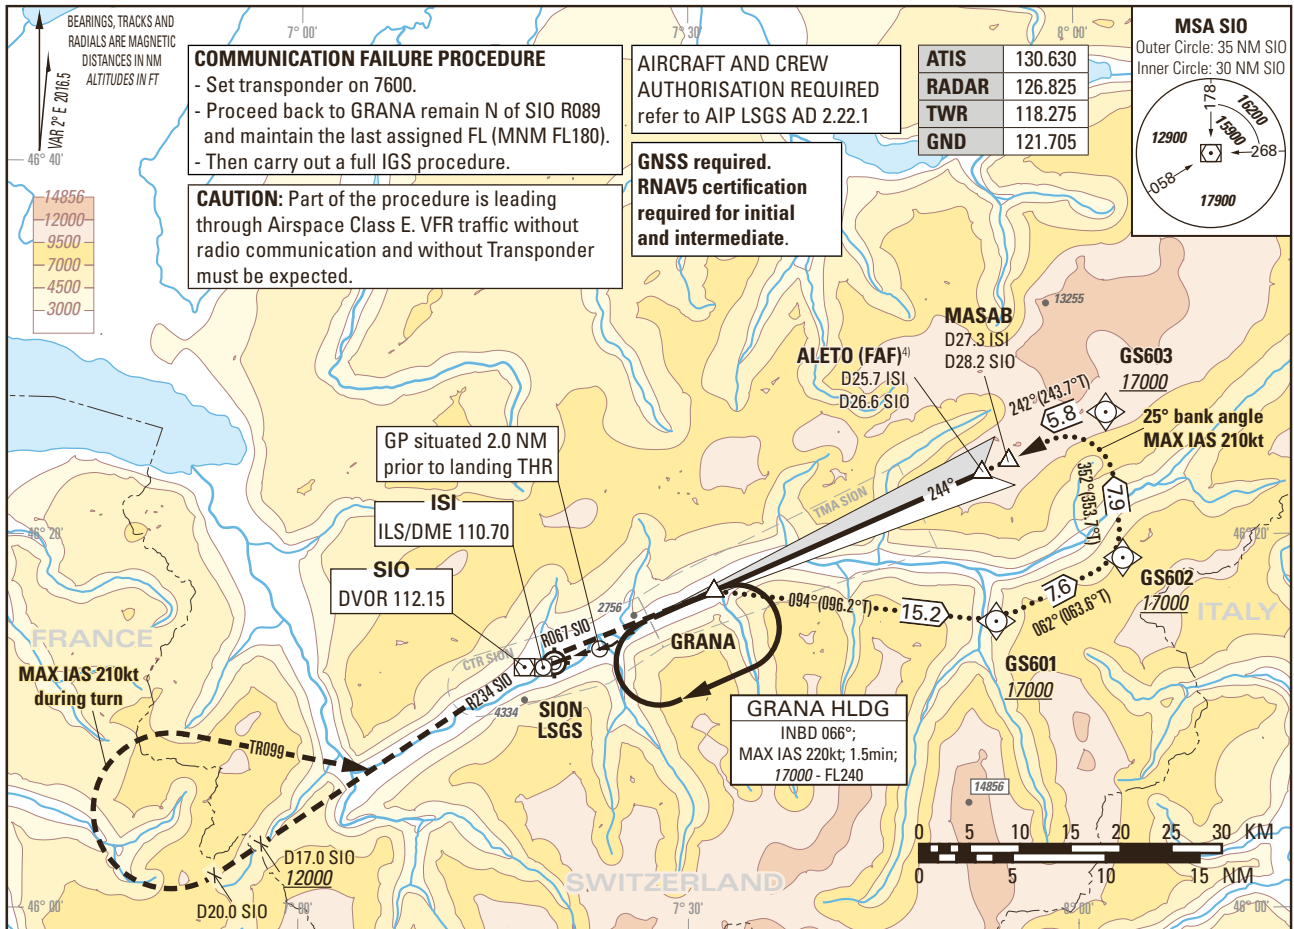 BEARINGS, TRACKS AND
RADIALS ARE MAGNETIC
DISTANCES IN NM
ALTITUDES IN FT
VAR 2° E 2016.5
7° 00'
7° 30'
8° 00'
46° 40'
COMMUNICATION FAILURE PROCEDURE
- Set transponder on 7600.
- Proceed back to GRANA remain N of SIO R089
and maintain the last assigned FL (MNM FL180).
- Then carry out a full IGS procedure.
CAUTION: Part of the procedure is leading
through Airspace Class E. VFR traffic without
radio communication and without Transponder
must be expected.
AIRCRAFT AND CREW
AUTHORISATION REQUIRED
refer to AIP LSGS AD 2.22.1
GNSS required.
RNAV5 certification
required for initial
and intermediate.
ATIS 130.630
RADAR 126.825
TWR 118.275
GND 121.705
MSA SIO
Outer Circle: 35 NM SIO
Inner Circle: 30 NM SIO
178
16200
15900
12900
268
058
17900
14856
12000
9500
7000
4500
3000
13255
MASAB
D27.3 ISI
D28.2 SIO
ALETO (FAF)4)
D25.7 ISI
D26.6 SIO
GS603
17000
242° (243.7°T)
5.8
25° bank angle
MAX IAS 210kt
GP situated 2.0 NM
prior to landing THR
ISI
ILS/DME 110.70
SIO
DVOR 112.15
244°
TMA SION
352° (353.7°T)
7.9
46° 20'
46° 20'
GS602
17000
7.6
062° (063.6°T)
ITALY
094° (096.2°T)
15.2
GS601
17000
2756
R067 SIO
GRANA
FRANCE
CTR SION
R234 SIO
4334
SION
LSGS
MAX IAS 210kt
during turn
TR099
GRANA HLDG
INBD 066°;
MAX IAS 220kt; 1.5min;
17000 - FL240
14856
0 5 10 15 20 25 30 KM
0 5 10 15 NM
D17.0 SIO
12000
D20.0 SIO
SWITZERLAND
46° 00'
7° 00'
7° 30'
8° 00'
46° 00'